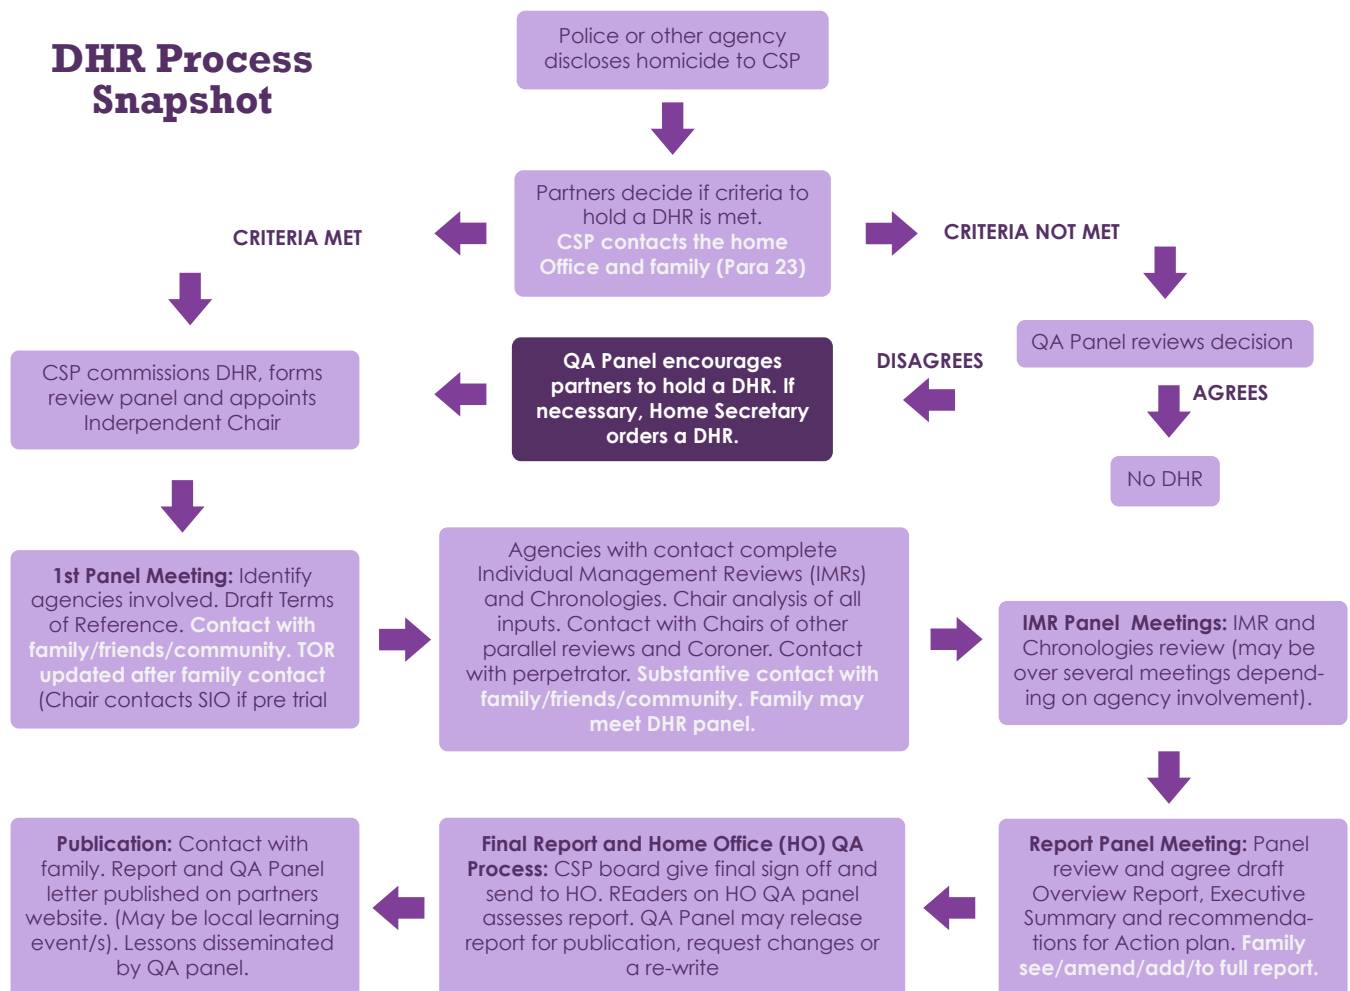 DHR Process
Snapshot
Police or other agency
discloses homicide to CSP
Partners decide if criteria to
hold a DHR is met.
CSP contacts the home
Office and family (Para 23)
CRITERIA MET
CRITERIA NOT MET
QA Panel reviews decision
DISAGREES
AGREES
No DHR
QA Panel encourages
partners to hold a DHR. If
necessary, Home Secretary
orders a DHR.
CSP commissions DHR, forms
review panel and appoints
Inderpendent Chair
1st Panel Meeting: Identify
agencies involved. Draft Terms
of Reference. Contact with
family/friends/community. TOR
updated after family contact
(Chair contacts SIO if pre trial
Agencies with contact complete
Individual Management Reviews (IMRs)
and Chronologies. Chair analysis of all
inputs. Contact with Chairs of other
parallel reviews and Coroner. Contact
with perpetrator. Substantive contact with
family/friends/community. Family may
meet DHR panel.
IMR Panel  Meetings: IMR and
Chronologies review (may be
over several meetings depend-
ing on agency involvement).
Report Panel Meeting: Panel
review and agree draft
Overview Report, Executive
Summary and recommenda-
tions for Action plan. Family
see/amend/add/to full report.
Final Report and Home Office (HO) QA
Process: CSP board give final sign off and
send to HO. REaders on HO QA panel
assesses report. QA Panel may release
report for publication, request changes or
a re-write
Publication: Contact with
family. Report and QA Panel
letter published on partners
website. (May be local learning
event/s). Lessons disseminated
by QA panel.